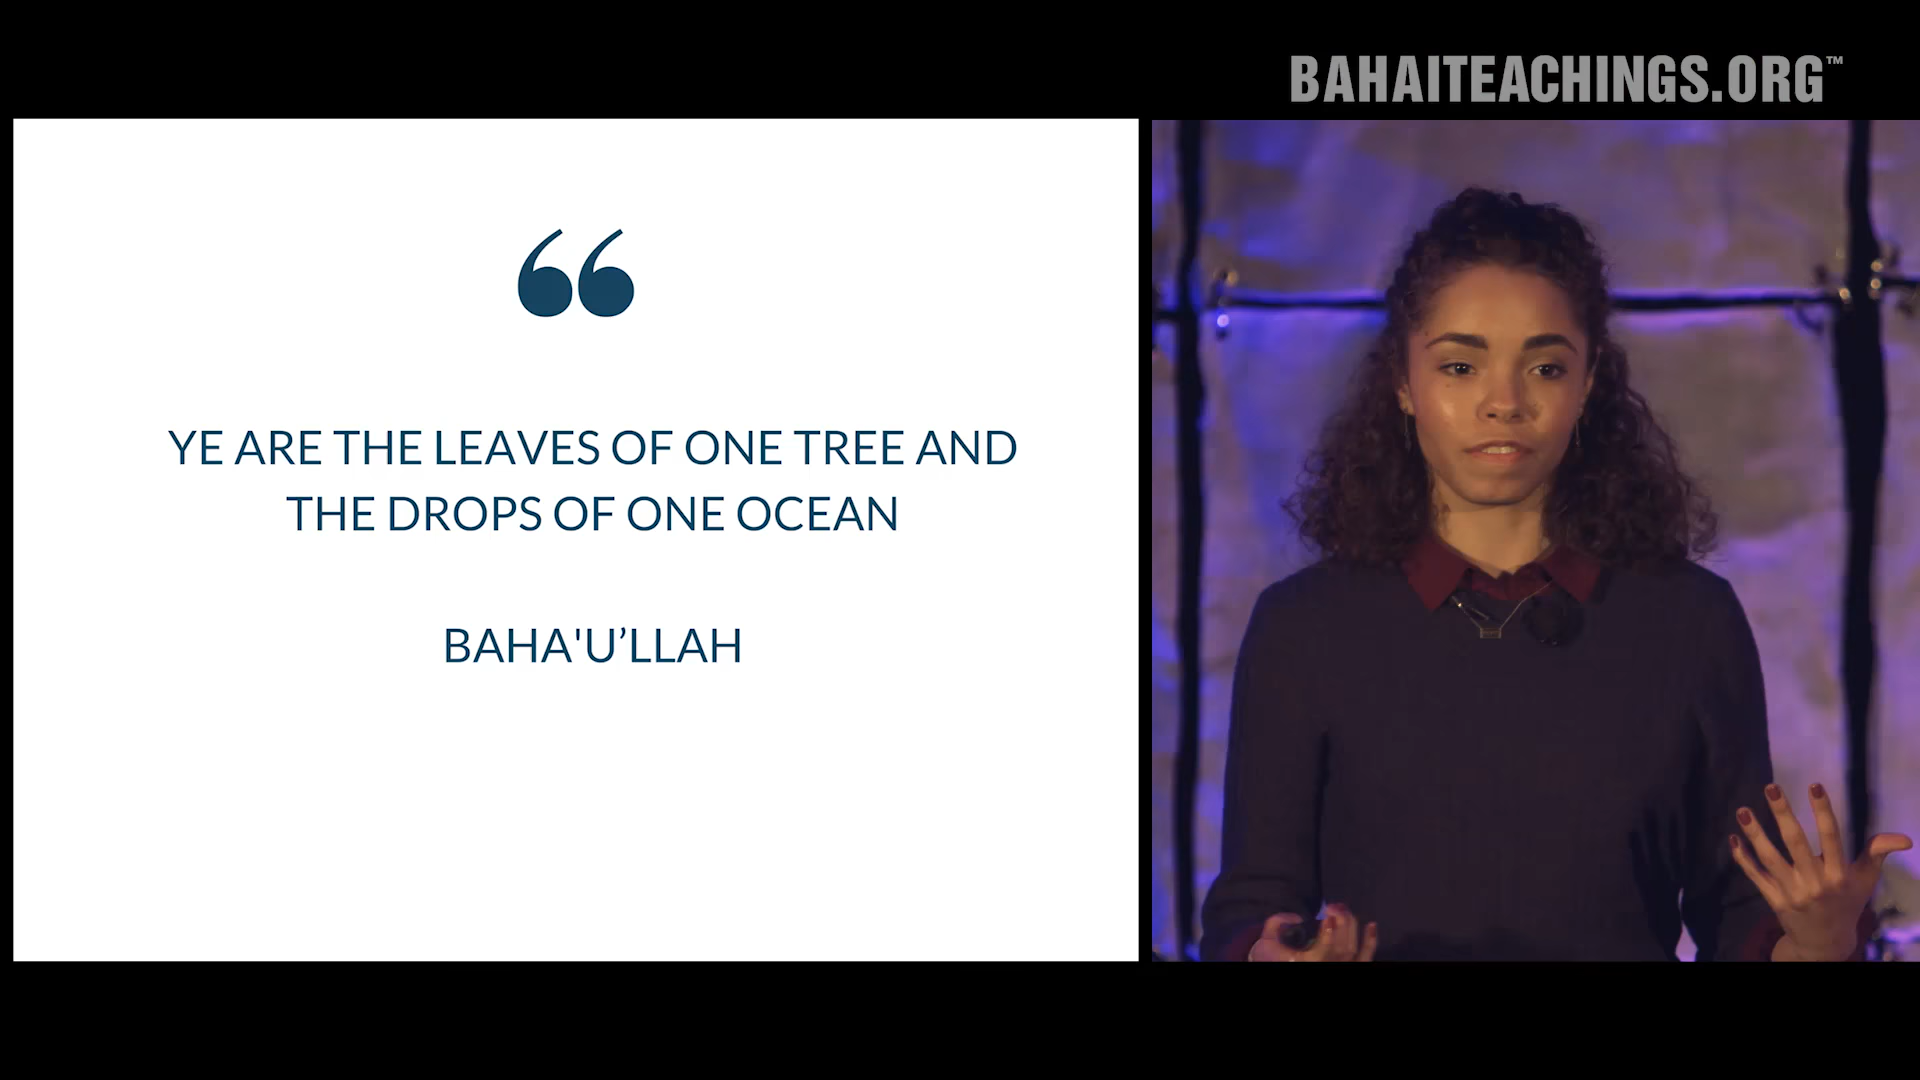 BAHAITEACHINGS.ORG™
“
YE ARE THE LEAVES OF ONE TREE AND
THE DROPS OF ONE OCEAN
BAHA'U’LLAH